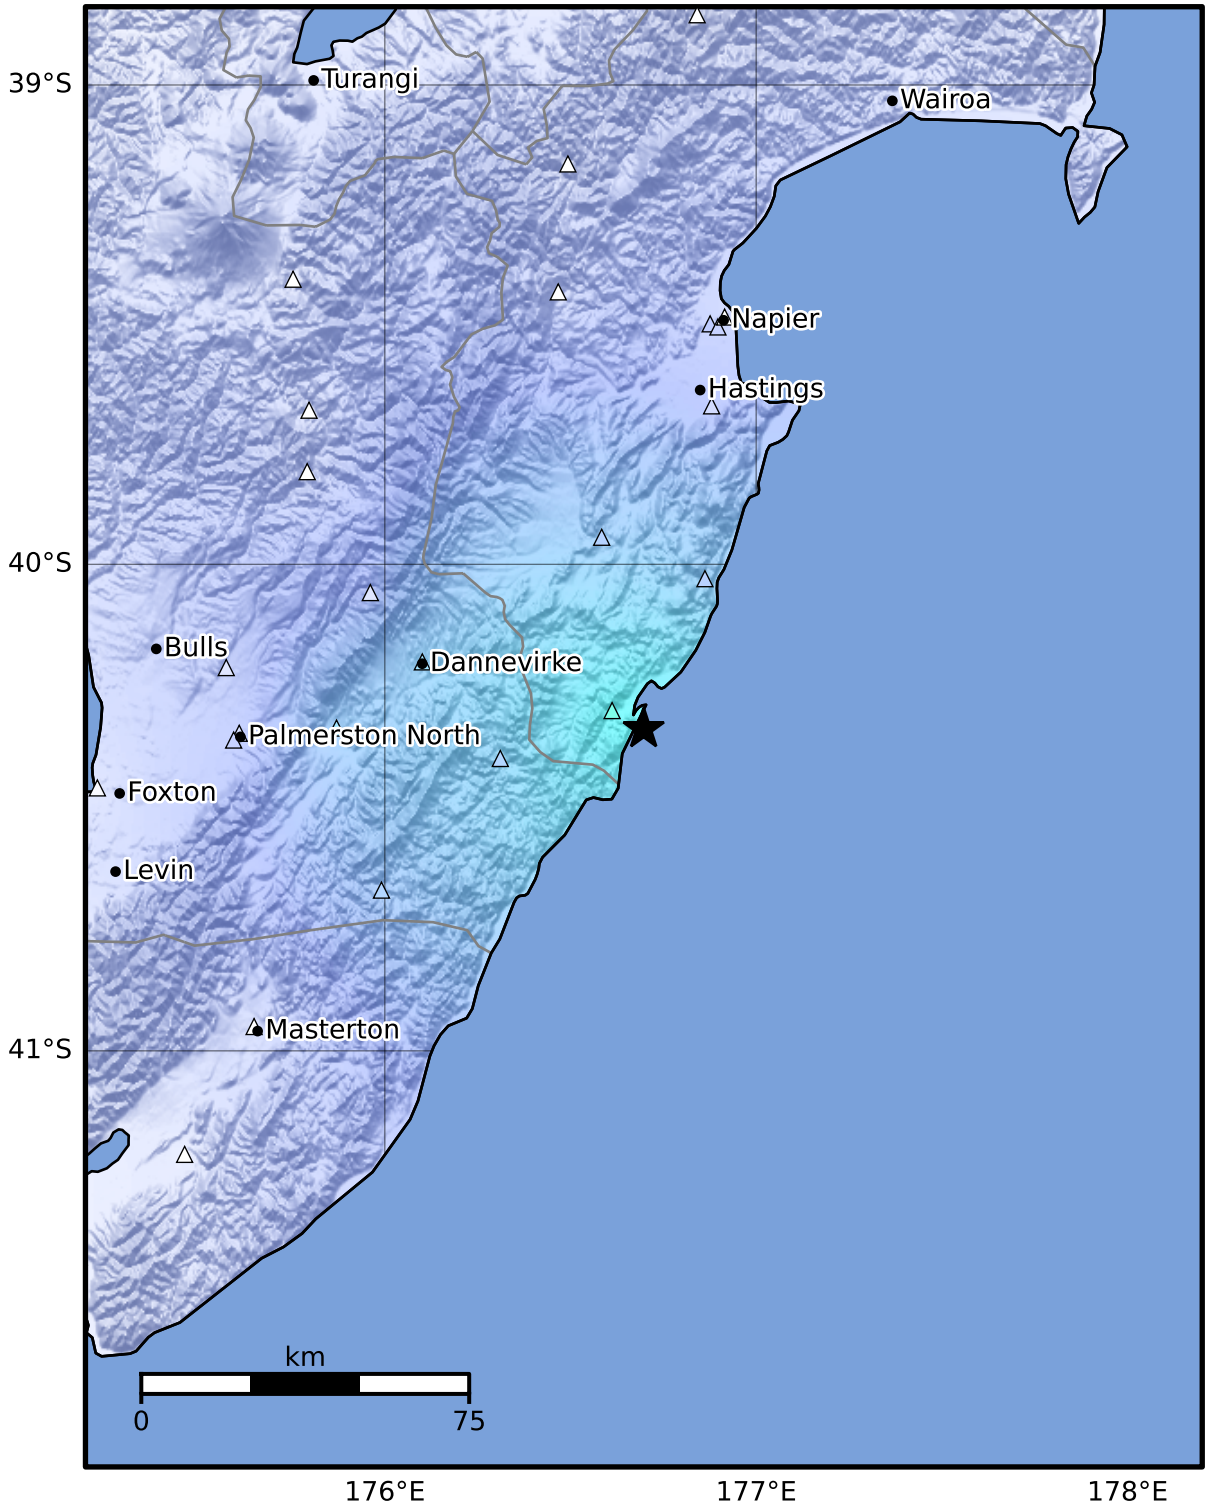 Turangi
39°S
Wairoa
Napier
Hastings
40°S
Bulls
Dannevirke
Palmerston North
Foxton
Levin
Masterton
41°S
km
0
75
176°E
177°E
178°E